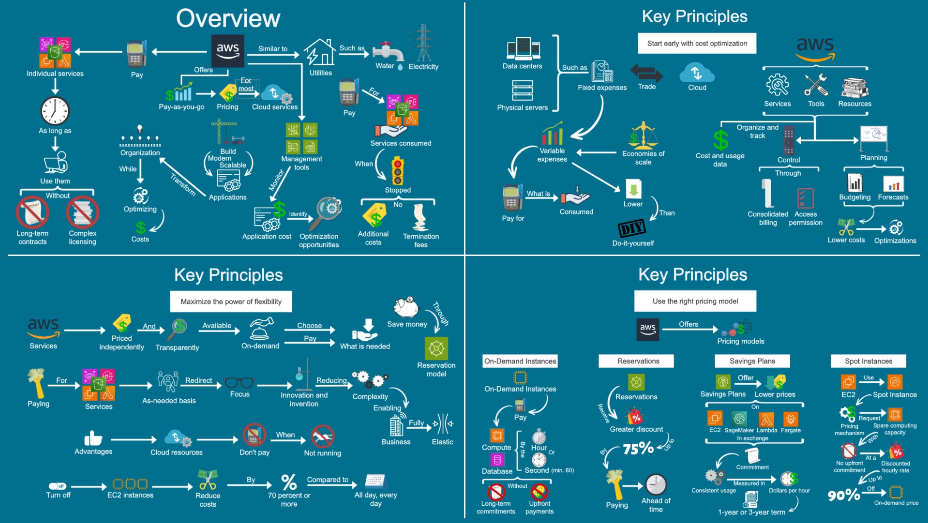 Overview
aws
Individual services
Pay
Similar to
Utilities
Such as
Water
Electricity
Offers
Pay-as-you-go
Pricing
For most
Cloud services
Pay
For
Services consumed
As long as
Organization
Build
Modern
Scalable
Applications
Management
tools
When
Stopped
Use them
While
Transform
Monitor
Without
Optimizing
No
Long-term
contracts
Complex
licensing
Costs
Application cost
Identify
Optimization
opportunities
Additional
costs
Termination
fees
Key Principles
Start early with cost optimization
Data centers
Physical servers
Such as
Fixed expenses
Trade
Cloud
aws
Services
Tools
Resources
Variable
expenses
Economies of
scale
Organize and
track
Cost and usage
data
Control
Planning
Through
Pay for
What is
Consumed
Lower
Than
DIY
Do-it-yourself
Consolidated
billing
Access
permission
Budgeting
Forecasts
Lower costs
Optimizations
Key Principles
Maximize the power of flexibility
aws
Services
Priced
independently
And
Transparently
Available
On-demand
Choose
Pay
What is needed
Save money
Through
Reservation
model
Paying
For
Services
As-needed basis
Redirect
Focus
Innovation and
invention
Reducing
Complexity
Enabling
Business
Fully
Elastic
Advantages
Cloud resources
Don't pay
When
Not running
Turn off
EC2 instances
Reduce
costs
By
%
70 percent or
more
Compared to
All day, every
day
Key Principles
Use the right pricing model
aws
Offers
Pricing models
On-Demand Instances
On-Demand Instances
Pay
Compute
Database
By the
Hour
Or
Second (min. 60)
Without
Long-term
commitments
Upfront
payments
Reservations
Reservations
Receive
Greater discount
Up to
75%
By
Paying
Ahead of
time
Savings Plans
Savings Plans
Offer
Lower prices
On
EC2
SageMaker
Lambda
Fargate
In exchange
Commitment
Consistent usage
Measured in
Dollars per hour
1-year or 3-year term
Spot Instances
EC2
Use
Spot Instance
Pricing
mechanism
Request
Spare computing
capacity
With
No upfront
commitment
At a
Discounted
hourly rate
Up to
90%
Off
On-demand price